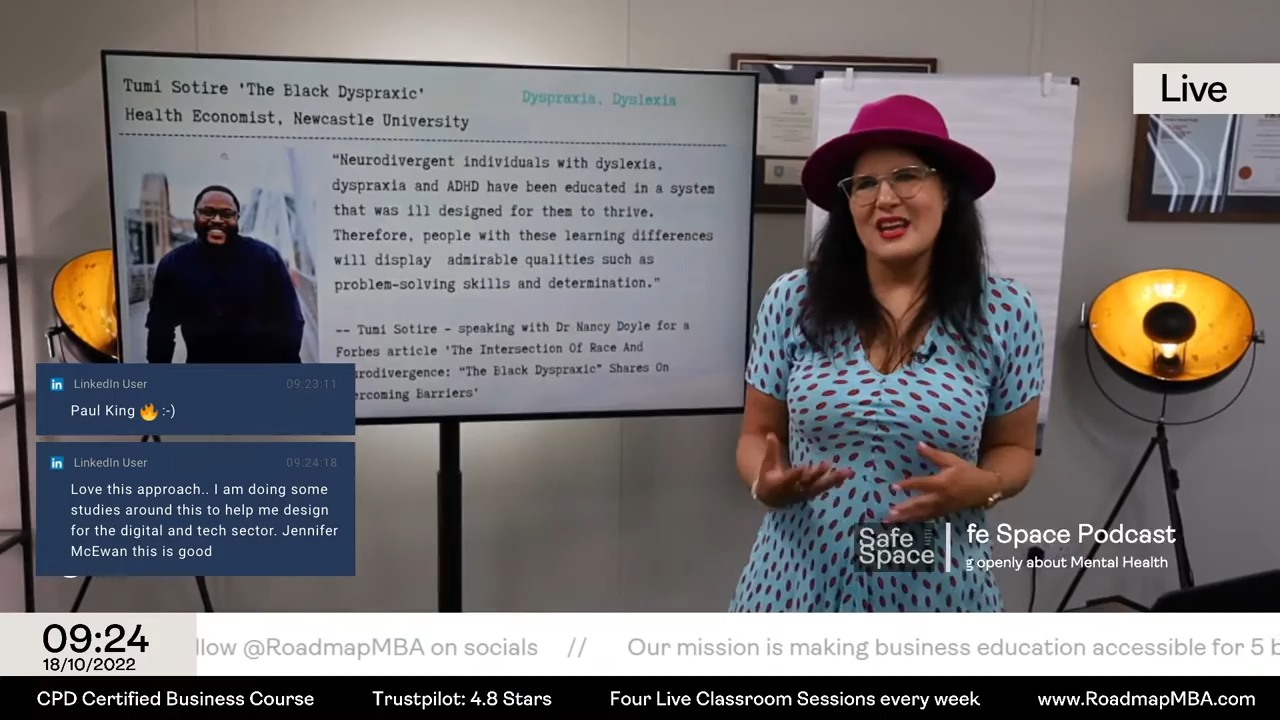 Tumi Sotire 'The Black Dyspraxic'
Health Economist, Newcastle University
Dyspraxia, Dyslexia
"Neurodivergent individuals with dyslexia,
dyspraxia and ADHD have been educated in a system
that was ill designed for them to thrive.
Therefore, people with these learning differences
will display admirable qualities such as
problem-solving skills and determination."
-- Tumi Sotire - speaking with Dr Nancy Doyle for a
Forbes article 'The Intersection Of Race And
urodivergence: "The Black Dyspraxic" Shares On
ercoming Barriers'
Live
in LinkedIn User 09:23:11
Paul King 🔥 :-)
in LinkedIn User 09:24:18
Love this approach.. I am doing some
studies around this to help me design
for the digital and tech sector. Jennifer
McEwan this is good
Safe
Space
fe Space Podcast
g openly about Mental Health
09:24
18/10/2022
llow @RoadmapMBA on socials // Our mission is making business education accessible for 5 b
CPD Certified Business Course Trustpilot: 4.8 Stars Four Live Classroom Sessions every week www.RoadmapMBA.com